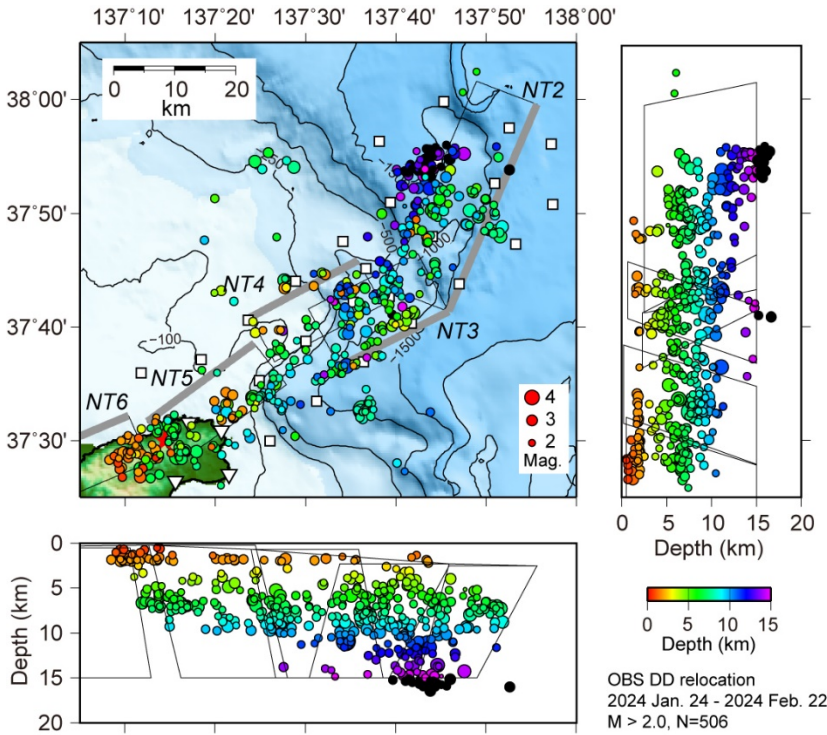 137°10' 137°20' 137°30' 137°40' 137°50' 138°00'
38°00'
37°50'
37°40'
37°30'
0 10 20
km
NT2
NT4
NT3
NT5
NT6
-500
-1000
-1500
-100
4
3
2
Mag.
0 5 10 15 20
Depth (km)
0
5
10
15
20
Depth (km)
0 5 10 15
Depth (km)
OBS DD relocation
2024 Jan. 24 - 2024 Feb. 22
M > 2.0, N=506